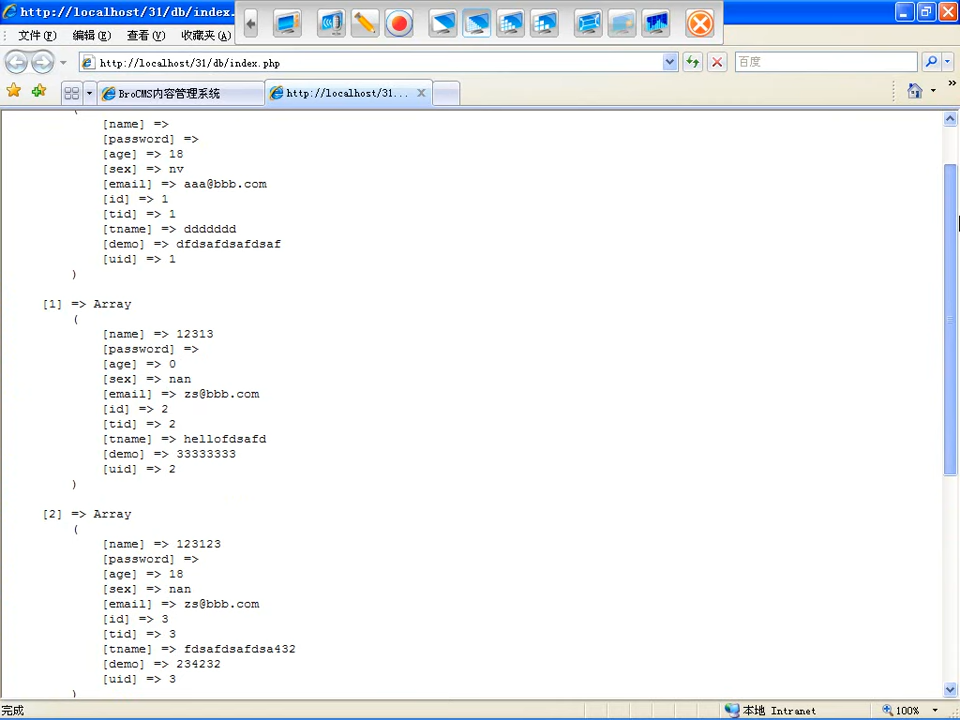 http://localhost/31/db/index.
文件(F) 编辑(E) 查看(V) 收藏夹(A)
http://localhost/31/db/index.php
百度
BroCMS内容管理系统
http://localhost/31...
(
[name] =>
[password] =>
[age] => 18
[sex] => nv
[email] => aaa@bbb.com
[id] => 1
[tid] => 1
[tname] => ddddddd
[demo] => dfdsafdsafdsaf
[uid] => 1
)
[1] => Array
(
[name] => 12313
[password] =>
[age] => 0
[sex] => nan
[email] => zs@bbb.com
[id] => 2
[tid] => 2
[tname] => hellofdsafd
[demo] => 33333333
[uid] => 2
)
[2] => Array
(
[name] => 123123
[password] =>
[age] => 18
[sex] => nan
[email] => zs@bbb.com
[id] => 3
[tid] => 3
[tname] => fdsafdsafdsa432
[demo] => 234232
[uid] => 3
)
完成
本地 Intranet
100%